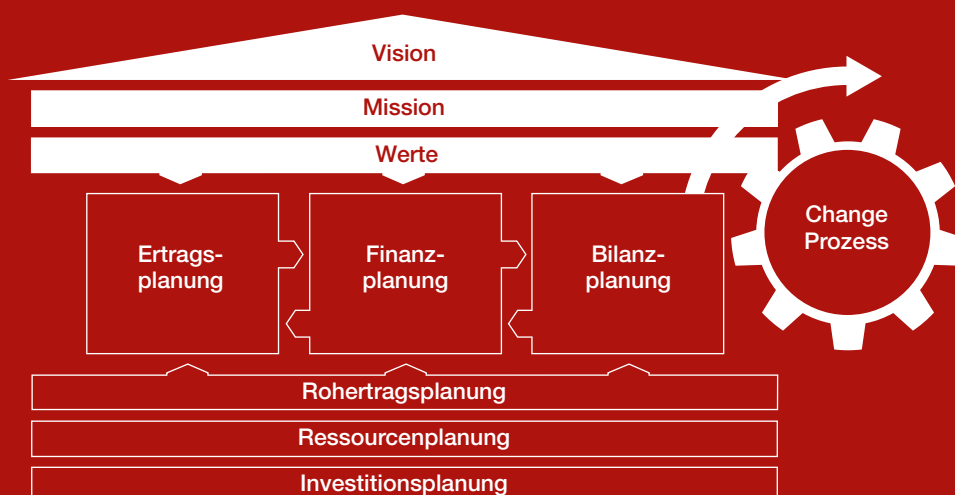 Vision
Mission
Werte
Ertrags-
planung
Finanz-
planung
Bilanz-
planung
Change
Prozess
Rohertragsplanung
Ressourcenplanung
Investitionsplanung